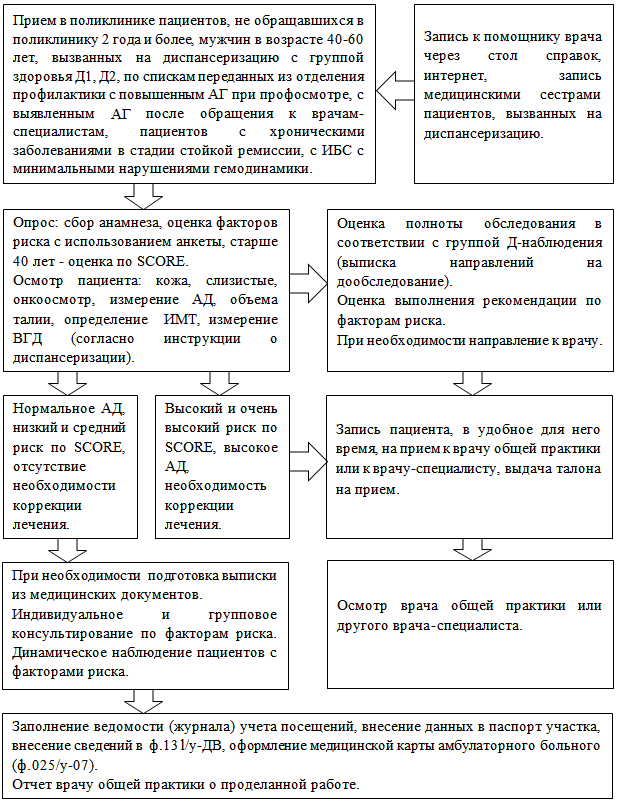 Прием в поликлинике пациентов, не обращавшихся в
поликлинику 2 года и более, мужчин в возрасте 40-60
лет, вызванных на диспансеризацию с группой
здоровья Д1, Д2, по спискам переданных из отделения
профилактики с повышенным АГ при профосмотре, с
выявленным АГ после обращения к врачам-
специалистам, пациентов с хроническими
заболеваниями в стадии стойкой ремиссии, с ИБС с
минимальными нарушениями гемодинамики.
Запись к помощнику врача
через стол справок,
интернет, запись
медицинскими сестрами
пациентов, вызванных на
диспансеризацию.
Опрос: сбор анамнеза, оценка факторов
риска с использованием анкеты, старше
40 лет - оценка по SCORE.
Осмотр пациента: кожа, слизистые,
онкоосмотр, измерение АД, объема
талии, определение ИМТ, измерение
ВГД (согласно инструкции о
диспансеризации).
Оценка полноты обследования в
соответствии с группой Д-наблюдения
(выписка направлений на
дообследование).
Оценка выполнения рекомендации по
факторам риска.
При необходимости направление к врачу.
Нормальное АД,
низкий и средний
риск по SCORE,
отсутствие
необходимости
коррекции
лечения.
Высокий и очень
высокий риск по
SCORE, высокое
АД,
необходимость
коррекции
лечения.
Запись пациента, в удобное для него
время, на прием к врачу общей практики
или к врачу-специалисту, выдача талона
на прием.
При необходимости подготовка выписки
из медицинских документов.
Индивидуальное и групповое
консультирование по факторам риска.
Динамическое наблюдение пациентов с
факторами риска.
Осмотр врача общей практики или
другого врача-специалиста.
Заполнение ведомости (журнала) учета посещений, внесение данных в паспорт участка,
внесение сведений в ф.131/у-ДВ, оформление медицинской карты амбулаторного больного
(ф.025/у-07).
Отчет врачу общей практики о проделанной работе.